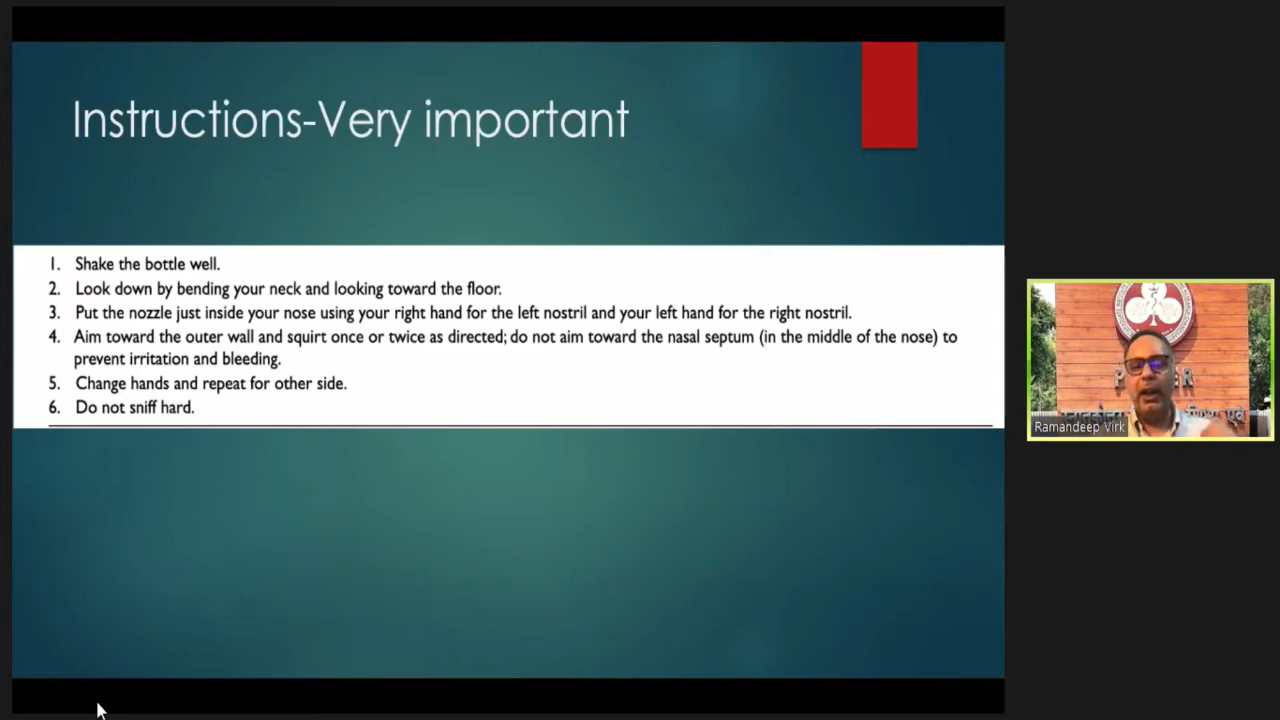 Instructions-Very important
1. Shake the bottle well.
2. Look down by bending your neck and looking toward the floor.
3. Put the nozzle just inside your nose using your right hand for the left nostril and your left hand for the right nostril.
4. Aim toward the outer wall and squirt once or twice as directed; do not aim toward the nasal septum (in the middle of the nose) to
prevent irritation and bleeding.
5. Change hands and repeat for other side.
6. Do not sniff hard.
Ramandeep Virk